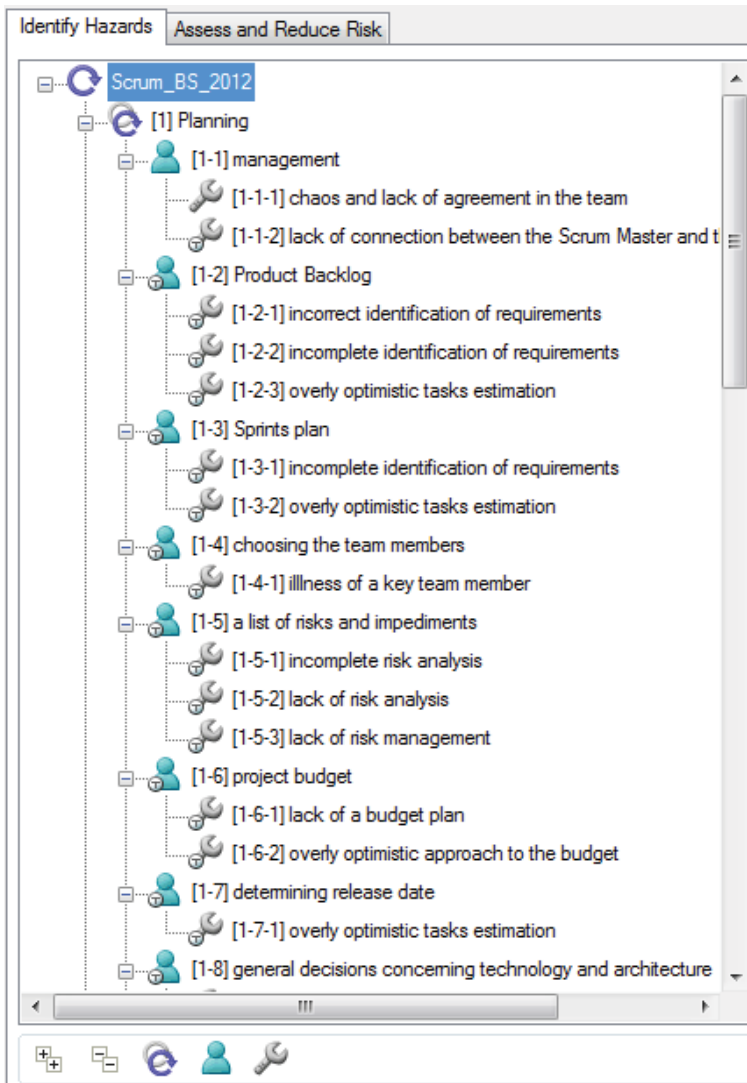 Identify Hazards
Assess and Reduce Risk
Scrum_BS_2012
[1] Planning
[1-1] management
[1-1-1] chaos and lack of agreement in the team
[1-1-2] lack of connection between the Scrum Master and
[1-2] Product Backlog
[1-2-1] incorrect identification of requirements
[1-2-2] incomplete identification of requirements
[1-2-3] overly optimistic tasks estimation
[1-3] Sprints plan
[1-3-1] incomplete identification of requirements
[1-3-2] overly optimistic tasks estimation
[1-4] choosing the team members
[1-4-1] illlness of a key team member
[1-5] a list of risks and impediments
[1-5-1] incomplete risk analysis
[1-5-2] lack of risk analysis
[1-5-3] lack of risk management
[1-6] project budget
[1-6-1] lack of a budget plan
[1-6-2] overly optimistic approach to the budget
[1-7] determining release date
[1-7-1] overly optimistic tasks estimation
[1-8] general decisions concerning technology and architecture